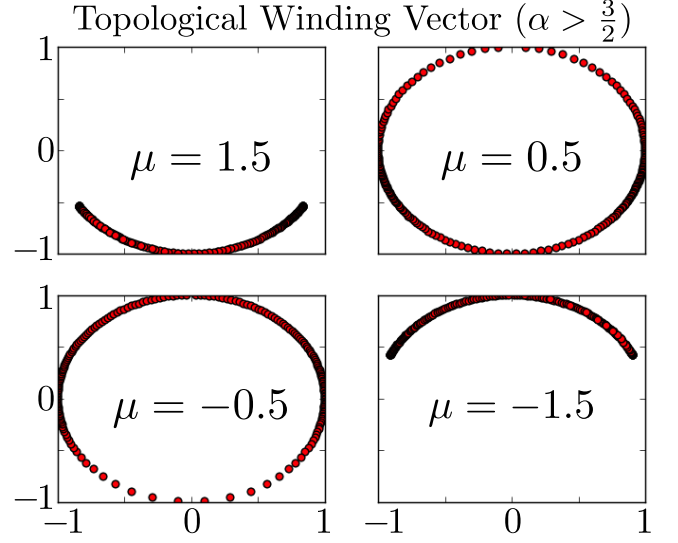 Topological Winding Vector (α > 3/2)
1
0
−1
μ = 1.5
μ = 0.5
1
0
−1
μ = −0.5
μ = −1.5
−1 0 1 −1 0 1